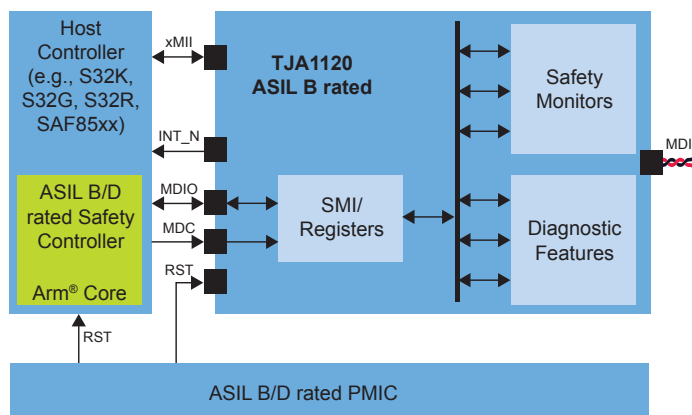 Host
Controller
(e.g., S32K,
S32G, S32R,
SAF85xx)
ASIL B/D
rated Safety
Controller
Arm® Core
xMII
INT_N
MDIO
MDC
RST
RST
TJA1120
ASIL B rated
SMI/
Registers
Safety
Monitors
Diagnostic
Features
MDI
ASIL B/D rated PMIC